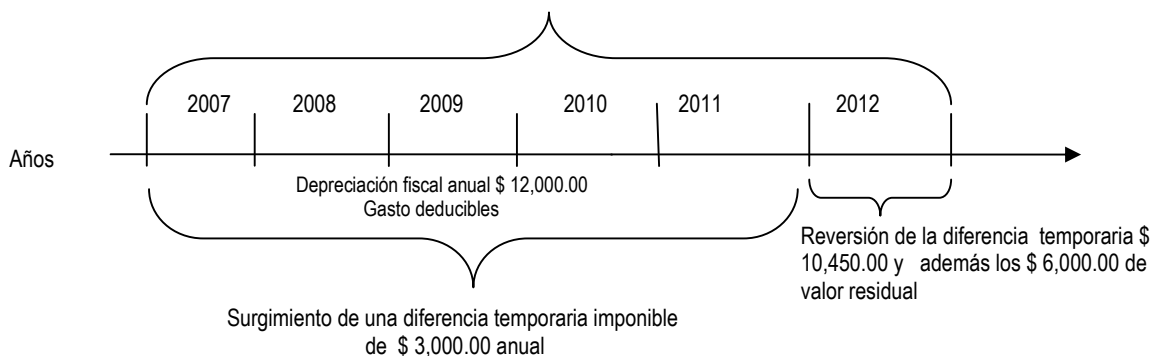 2007 2008 2009 2010 2011 2012
Años
Depreciación fiscal anual $ 12,000.00
Gasto deducibles
Reversión de la diferencia temporaria $
10,450.00 y además los $ 6,000.00 de
valor residual
Surgimiento de una diferencia temporaria imponible
de $ 3,000.00 anual